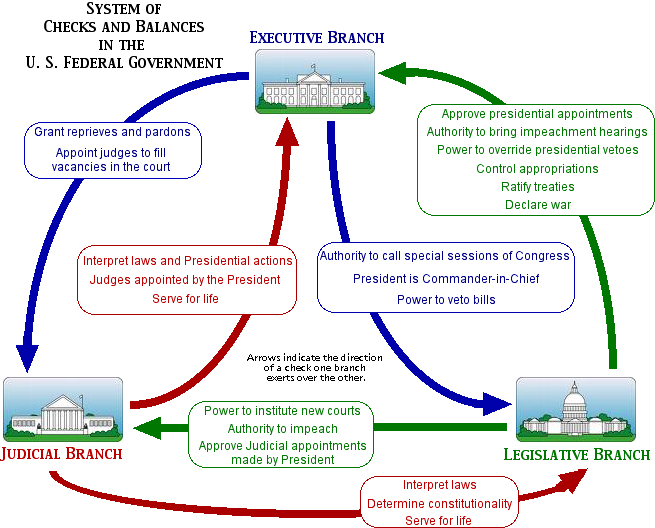 System of
Checks and Balances
in the
U. S. Federal Government
Executive Branch
Grant reprieves and pardons
Appoint judges to fill
vacancies in the court
Approve presidential appointments
Authority to bring impeachment hearings
Power to override presidential vetoes
Control appropriations
Ratify treaties
Declare war
Interpret laws and Presidential actions
Judges appointed by the President
Serve for life
Authority to call special sessions of Congress
President is Commander-in-Chief
Power to veto bills
Arrows indicate the direction
of a check one branch
exerts over the other.
Judicial Branch
Power to institute new courts
Authority to impeach
Approve Judicial appointments
made by President
Legislative Branch
Interpret laws
Determine constitutionality
Serve for life